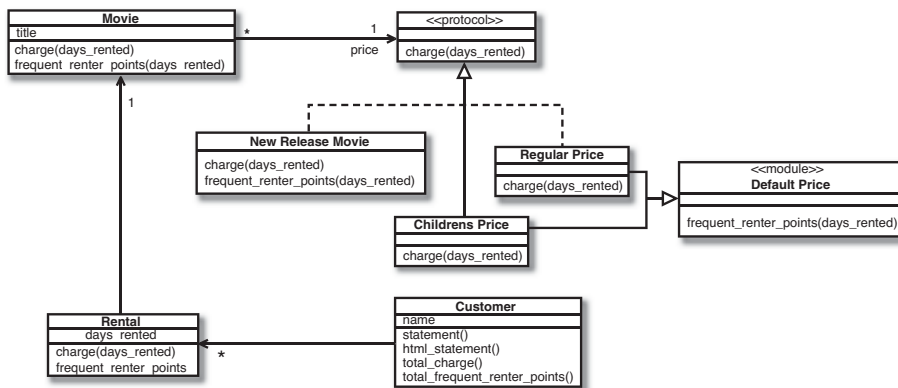 Movie
title
charge(days_rented)
frequent_renter_points(days_rented)
*
1
price
<<protocol>>
charge(days_rented)
1
New Release Movie
charge(days_rented)
frequent_renter_points(days_rented)
Regular Price
charge(days_rented)
<<module>>
Default Price
frequent_renter_points(days_rented)
Childrens Price
charge(days_rented)
Rental
days_rented
charge(days_rented)
frequent_renter_points
*
Customer
name
statement()
html_statement()
total_charge()
total_frequent_renter_points()